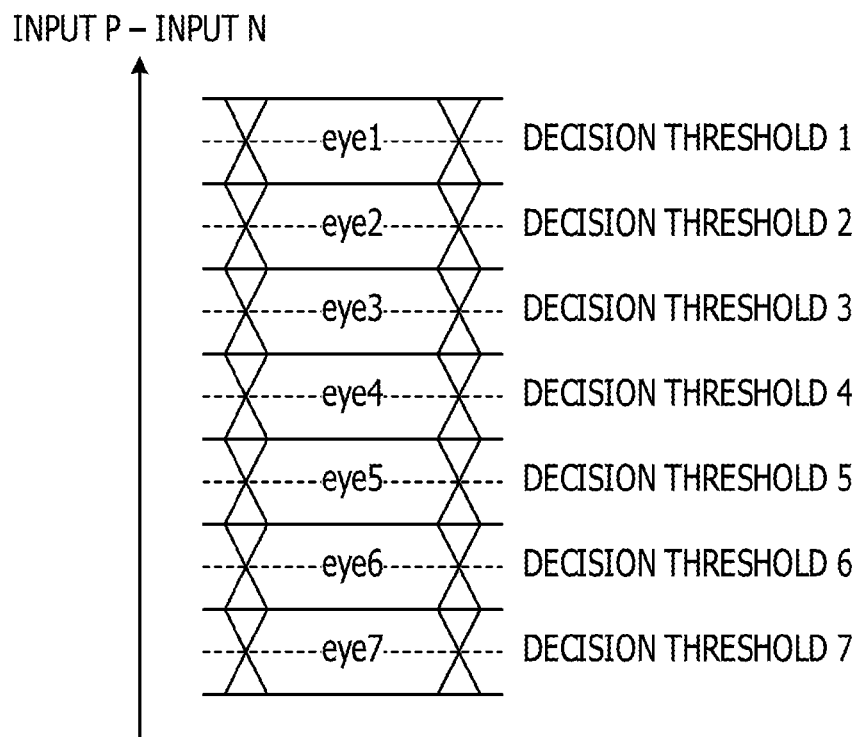 INPUT P – INPUT N
eye1 DECISION THRESHOLD 1
eye2 DECISION THRESHOLD 2
eye3 DECISION THRESHOLD 3
eye4 DECISION THRESHOLD 4
eye5 DECISION THRESHOLD 5
eye6 DECISION THRESHOLD 6
eye7 DECISION THRESHOLD 7